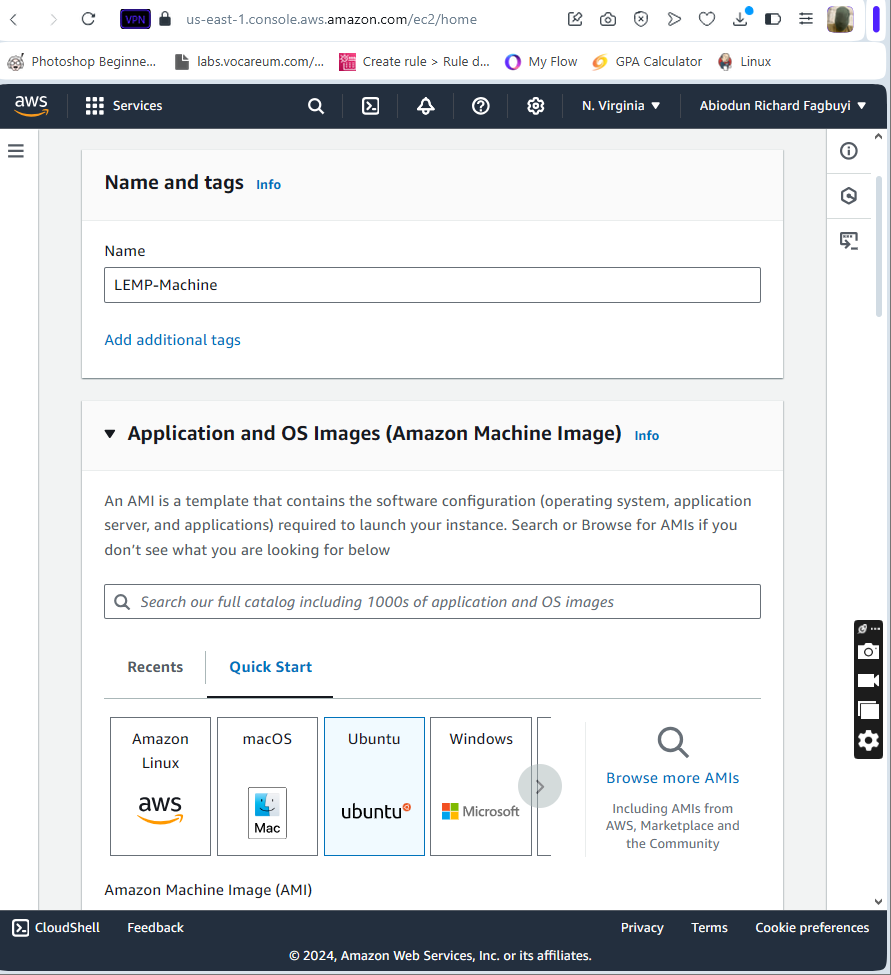 VPN us-east-1.console.aws.amazon.com/ec2/home
Photoshop Beginne... labs.vocareum.com/... Create rule > Rule d... My Flow GPA Calculator Linux
aws Services N. Virginia Abiodun Richard Fagbuyi
Name and tags Info
Name
LEMP-Machine
Add additional tags
Application and OS Images (Amazon Machine Image) Info
An AMI is a template that contains the software configuration (operating system, application
server, and applications) required to launch your instance. Search or Browse for AMIs if you
don’t see what you are looking for below
Search our full catalog including 1000s of application and OS images
Recents Quick Start
Amazon
Linux
aws
macOS
Mac
Ubuntu
ubuntu
Windows
Microsoft
Browse more AMIs
Including AMIs from
AWS, Marketplace and
the Community
Amazon Machine Image (AMI)
CloudShell Feedback Privacy Terms Cookie preferences
© 2024, Amazon Web Services, Inc. or its affiliates.